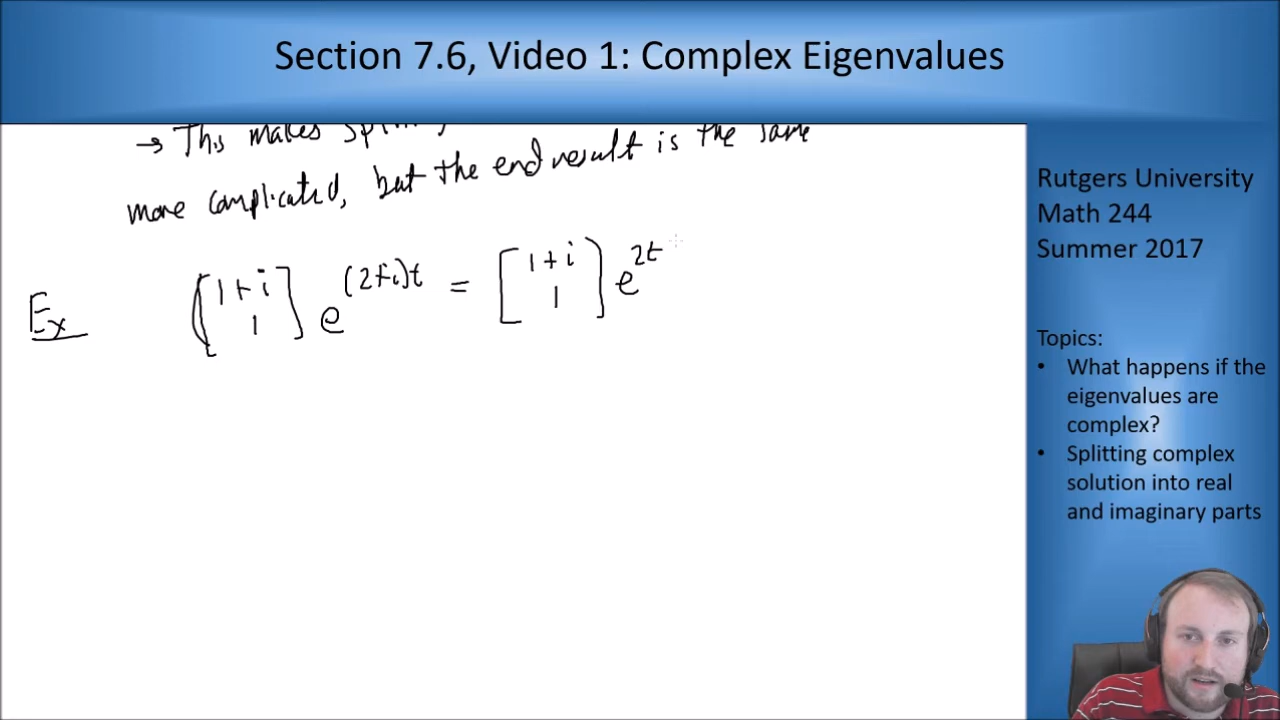 Section 7.6, Video 1: Complex Eigenvalues
→ This makes
more complicated, but the end result is the same
Ex [1+i 1] e^(2+i)t = [1+i 1] e^2t
Rutgers University
Math 244
Summer 2017
Topics:
• What happens if the
eigenvalues are
complex?
• Splitting complex
solution into real
and imaginary parts